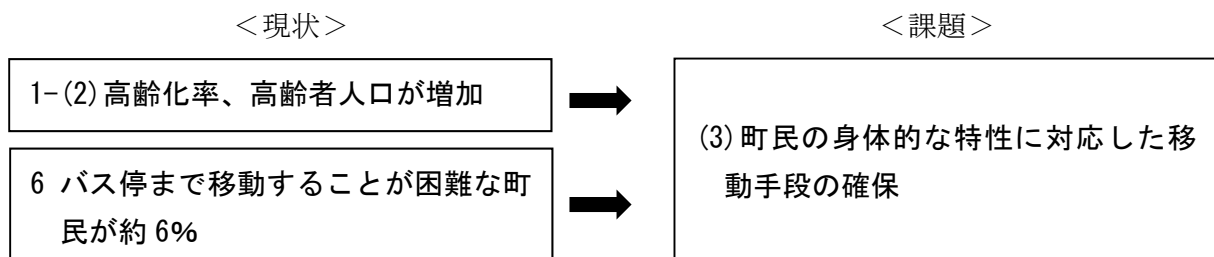 ＜現状＞
＜課題＞
1-(2)高齢化率、高齢者人口が増加
6 バス停まで移動することが困難な町
民が約6%
(3)町民の身体的な特性に対応した移
動手段の確保